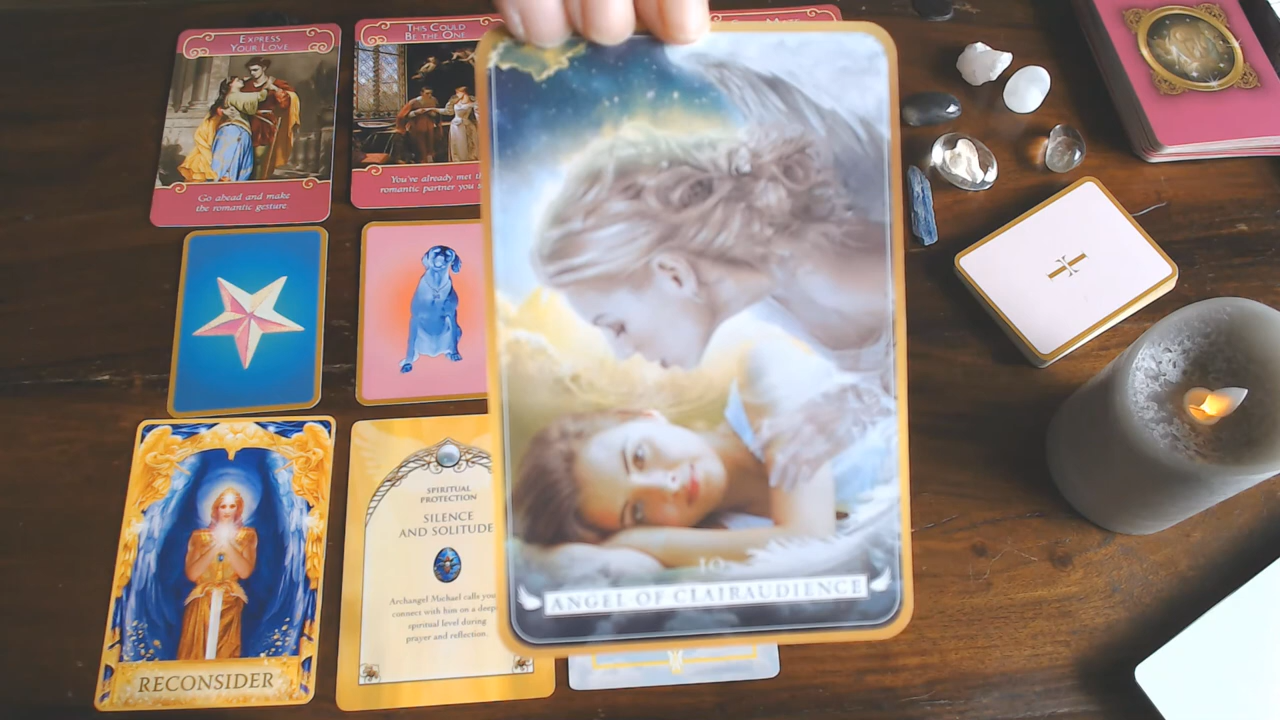 EXPRESS
YOUR LOVE
Go ahead and make
the romantic gesture.
THIS COULD
BE THE ONE
You've already met
romantic partner you
RECONSIDER
SPIRITUAL
PROTECTION
SILENCE
AND SOLITUDE
Archangel Michael calls you
connect with him on a deep
spiritual level during
prayer and reflection.
10
ANGEL OF CLAIRAUDIENCE